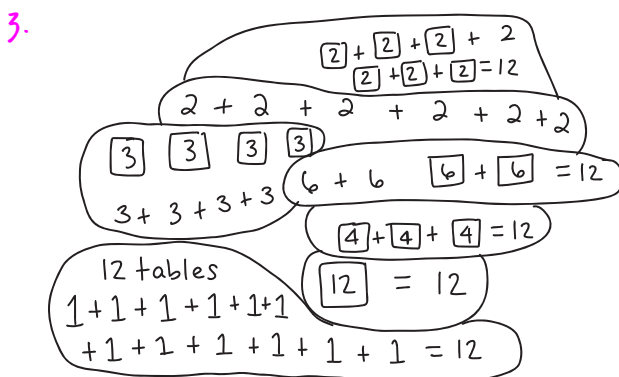 3.
2 + 2 + 2 + 2
2 + 2 + 2 = 12
2 + 2 + 2 + 2 + 2 + 2
3 3 3 3
3 + 3 + 3 + 3
6 + 6 6 + 6 = 12
4 + 4 + 4 = 12
12 tables
12 = 12
1 + 1 + 1 + 1 + 1 + 1
+ 1 + 1 + 1 + 1 + 1 + 1 = 12